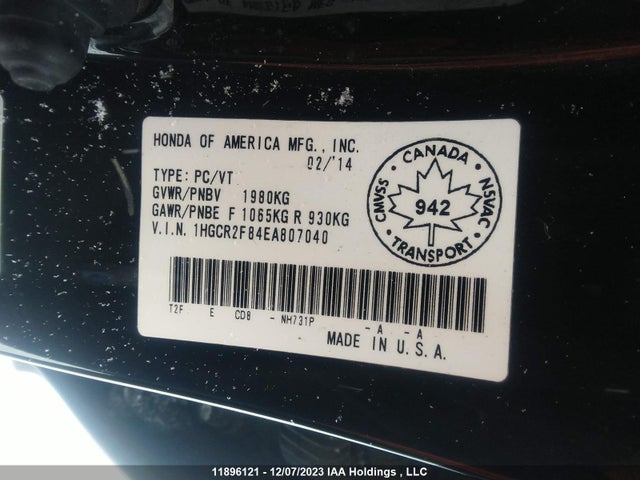 HONDA OF AMERICA MFG., INC.
02/'14
TYPE: PC/VT
GVWR/PNBV 1980KG
GAWR/PNBE F 1065KG R 930KG
V.I.N. 1HGCR2F84EA807040
CANADA
CMVSS
NSVAC
942
TRANSPORT
T2F E CD8 - NH731P - A - A
MADE IN U.S.A.
11896121 - 12/07/2023 IAA Holdings , LLC